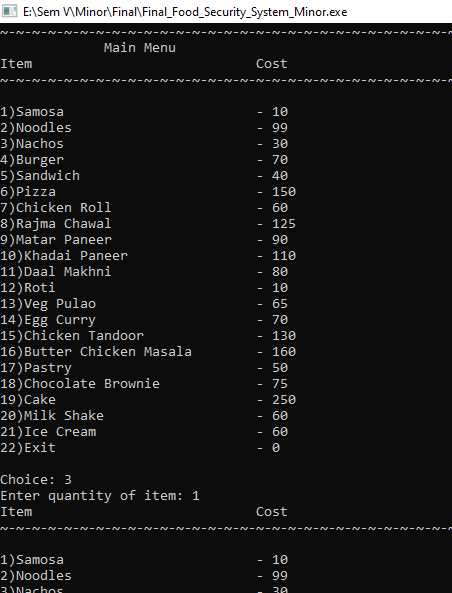 E:\Sem V\Minor\Final\Final_Food_Security_System_Minor.exe
~-~-~-~-~-~-~-~-~-~-~-~-~-~-~-~-~-~-~-~-~-~-~-~-~-~-~-~-
Main Menu
Item Cost
~-~-~-~-~-~-~-~-~-~-~-~-~-~-~-~-~-~-~-~-~-~-~-~-~-~-~-~-
1)Samosa - 10
2)Noodles - 99
3)Nachos - 30
4)Burger - 70
5)Sandwich - 40
6)Pizza - 150
7)Chicken Roll - 60
8)Rajma Chawal - 125
9)Matar Paneer - 90
10)Khadai Paneer - 110
11)Daal Makhni - 80
12)Roti - 10
13)Veg Pulao - 65
14)Egg Curry - 70
15)Chicken Tandoor - 130
16)Butter Chicken Masala - 160
17)Pastry - 50
18)Chocolate Brownie - 75
19)Cake - 250
20)Milk Shake - 60
21)Ice Cream - 60
22)Exit - 0
Choice: 3
Enter quantity of item: 1
Item Cost
~-~-~-~-~-~-~-~-~-~-~-~-~-~-~-~-~-~-~-~-~-~-~-~-~-~-~-~-
1)Samosa - 10
2)Noodles - 99
3)Nachos - 30